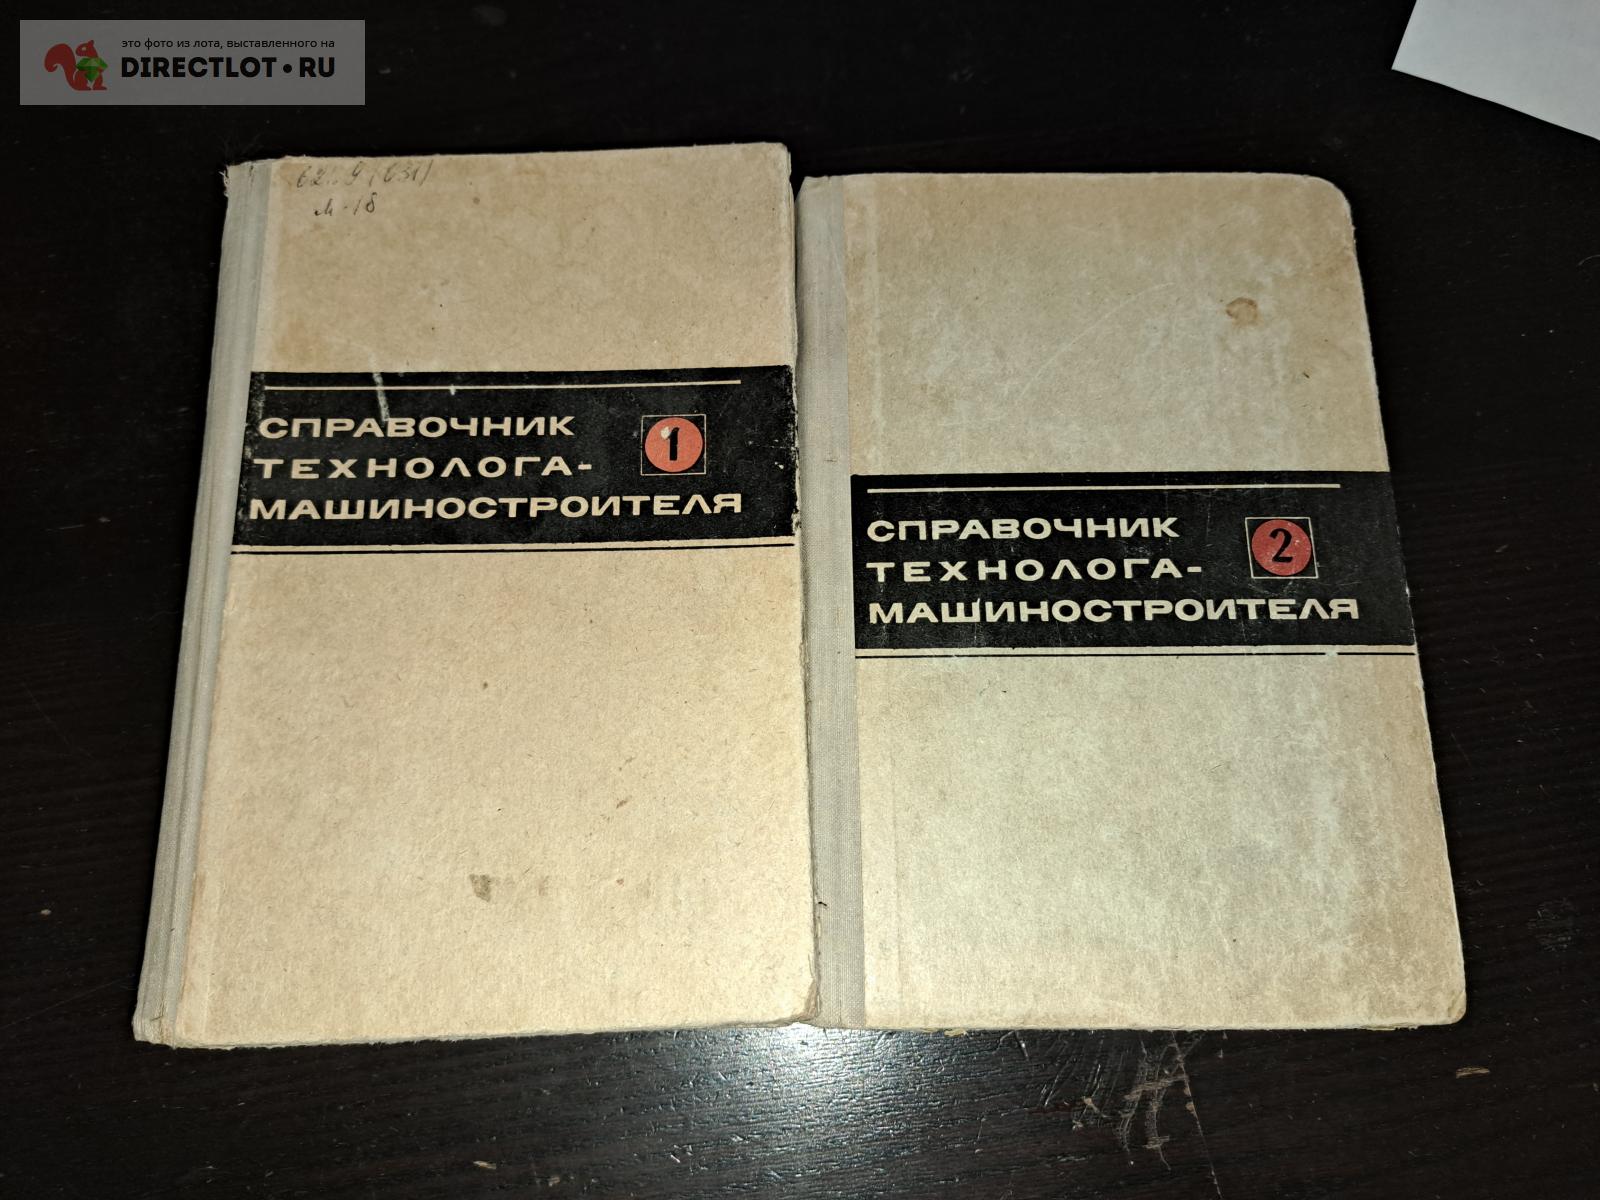 это фото из лота, выставленного на
DIRECTLOT•RU
м-18
СПРАВОЧНИК
ТЕХНОЛОГА-
МАШИНОСТРОИТЕЛЯ
1
СПРАВОЧНИК
ТЕХНОЛОГА-
МАШИНОСТРОИТЕЛЯ
2